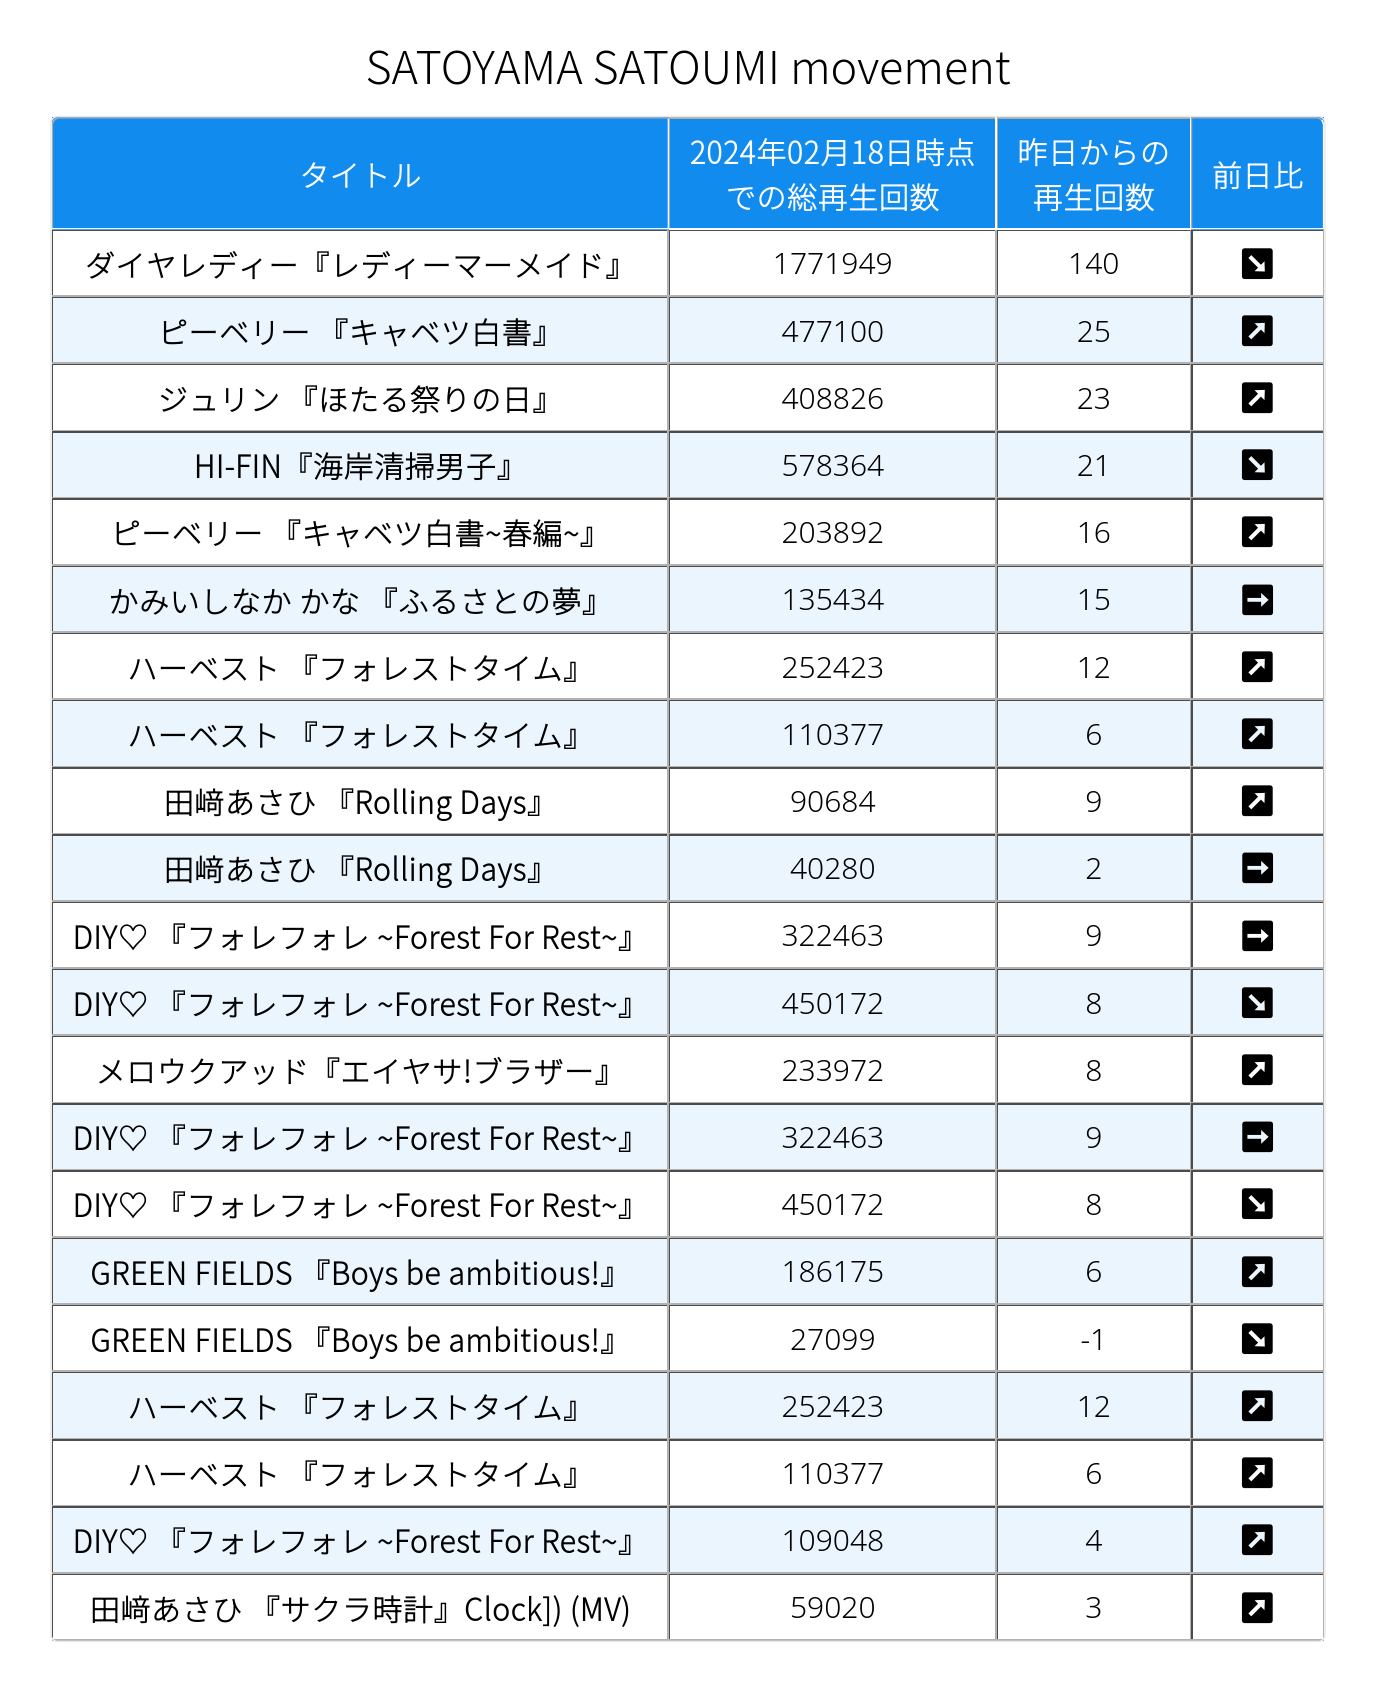 SATOYAMA SATOUMI movement
タイトル 2024年02月18日時点での総再生回数 昨日からの再生回数 前日比
ダイヤレディー『レディーマーメイド』 1771949 140 ↘
ピーベリー 『キャベツ白書』 477100 25 ↗
ジュリン 『ほたる祭りの日』 408826 23 ↗
HI-FIN『海岸清掃男子』 578364 21 ↘
ピーベリー 『キャベツ白書~春編~』 203892 16 ↗
かみいしなか かな 『ふるさとの夢』 135434 15 →
ハーベスト 『フォレストタイム』 252423 12 ↗
ハーベスト 『フォレストタイム』 110377 6 ↗
田﨑あさひ 『Rolling Days』 90684 9 ↗
田﨑あさひ 『Rolling Days』 40280 2 →
DIY♡ 『フォレフォレ ~Forest For Rest~』 322463 9 →
DIY♡ 『フォレフォレ ~Forest For Rest~』 450172 8 ↘
メロウクアッド『エイヤサ!ブラザー』 233972 8 ↗
DIY♡ 『フォレフォレ ~Forest For Rest~』 322463 9 →
DIY♡ 『フォレフォレ ~Forest For Rest~』 450172 8 ↘
GREEN FIELDS 『Boys be ambitious!』 186175 6 ↗
GREEN FIELDS 『Boys be ambitious!』 27099 -1 ↘
ハーベスト 『フォレストタイム』 252423 12 ↗
ハーベスト 『フォレストタイム』 110377 6 ↗
DIY♡ 『フォレフォレ ~Forest For Rest~』 109048 4 ↗
田﨑あさひ 『サクラ時計』Clock]) (MV) 59020 3 ↗